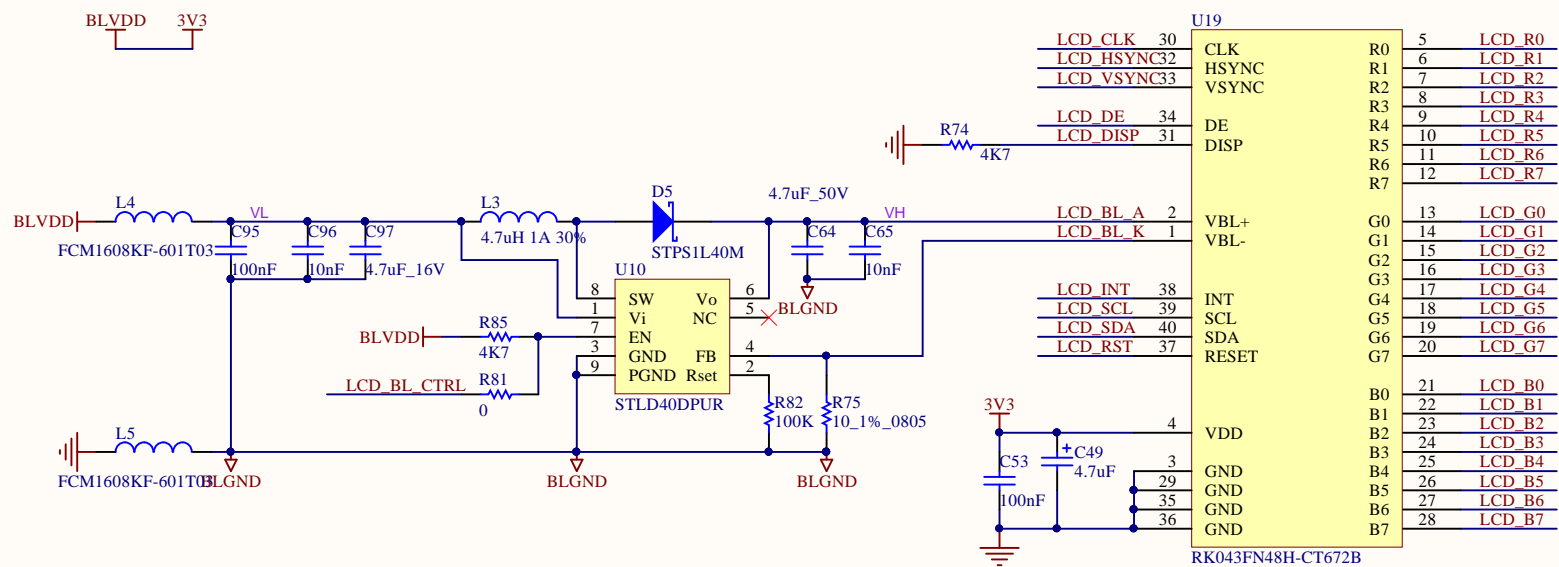 BLVDD 3V3
BLVDD
L4
FCM1608KF-601T03
VL
C95
100nF
C96
10nF
C97
4.7uF_16V
L3
4.7uH 1A 30%
D5
STPS1L40M
4.7uF_50V
VH
C64
C65
10nF
BLGND
U10
8 SW Vo 6
1 Vi NC 5
7 EN
3 GND FB 4
9 PGND Rset 2
STLD40DPUR
BLVDD
R85
4K7
LCD_BL_CTRL
R81
0
R82
100K
R75
10_1%_0805
L5
FCM1608KF-601T03
BLGND
BLGND
BLGND
R74
4K7
3V3
C53
100nF
C49
4.7uF
+
U19
LCD_CLK 30 CLK R0 5 LCD_R0
LCD_HSYNC 32 HSYNC R1 6 LCD_R1
LCD_VSYNC 33 VSYNC R2 7 LCD_R2
R3 8 LCD_R3
LCD_DE 34 DE R4 9 LCD_R4
LCD_DISP 31 DISP R5 10 LCD_R5
R6 11 LCD_R6
R7 12 LCD_R7
LCD_BL_A 2 VBL+ G0 13 LCD_G0
LCD_BL_K 1 VBL- G1 14 LCD_G1
G2 15 LCD_G2
G3 16 LCD_G3
LCD_INT 38 INT G4 17 LCD_G4
LCD_SCL 39 SCL G5 18 LCD_G5
LCD_SDA 40 SDA G6 19 LCD_G6
LCD_RST 37 RESET G7 20 LCD_G7
B0 21 LCD_B0
B1 22 LCD_B1
4 VDD B2 23 LCD_B2
B3 24 LCD_B3
3 GND B4 25 LCD_B4
29 GND B5 26 LCD_B5
35 GND B6 27 LCD_B6
36 GND B7 28 LCD_B7
RK043FN48H-CT672B